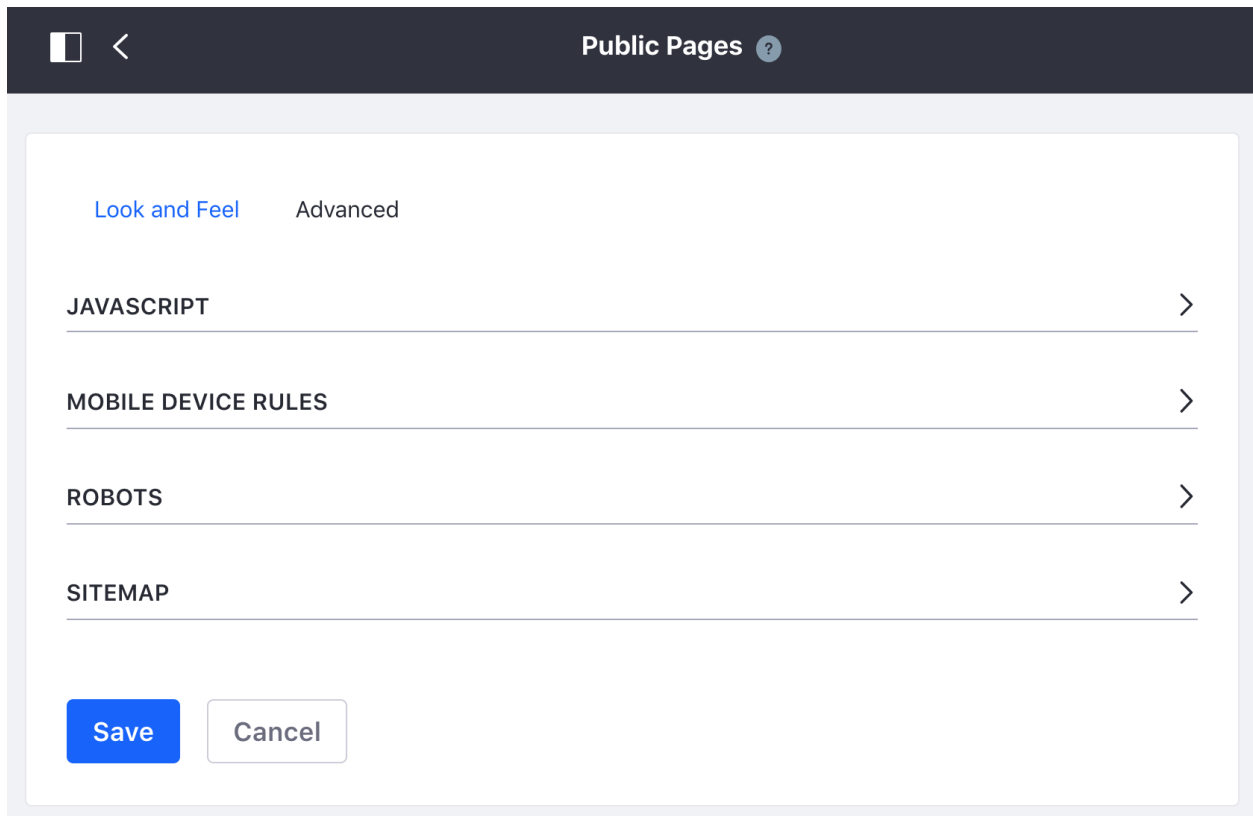 Public Pages ?
Look and Feel Advanced
JAVASCRIPT
MOBILE DEVICE RULES
ROBOTS
SITEMAP
Save Cancel